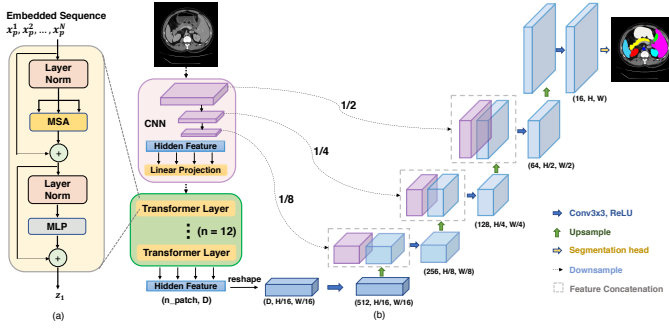 Embedded Sequence
x_p^1, x_p^2, ..., x_p^N
Layer
Norm
MSA
+
Layer
Norm
MLP
+
z_1
(a)
CNN
Hidden Feature
Linear Projection
Transformer Layer
(n = 12)
Transformer Layer
Hidden Feature
(n_patch, D)
reshape
(D, H/16, W/16)
(512, H/16, W/16)
(b)
1/2
1/4
1/8
(256, H/8, W/8)
(128, H/4, W/4)
(64, H/2, W/2)
(16, H, W)
Conv3x3, ReLU
Upsample
Segmentation head
Downsample
Feature Concatenation